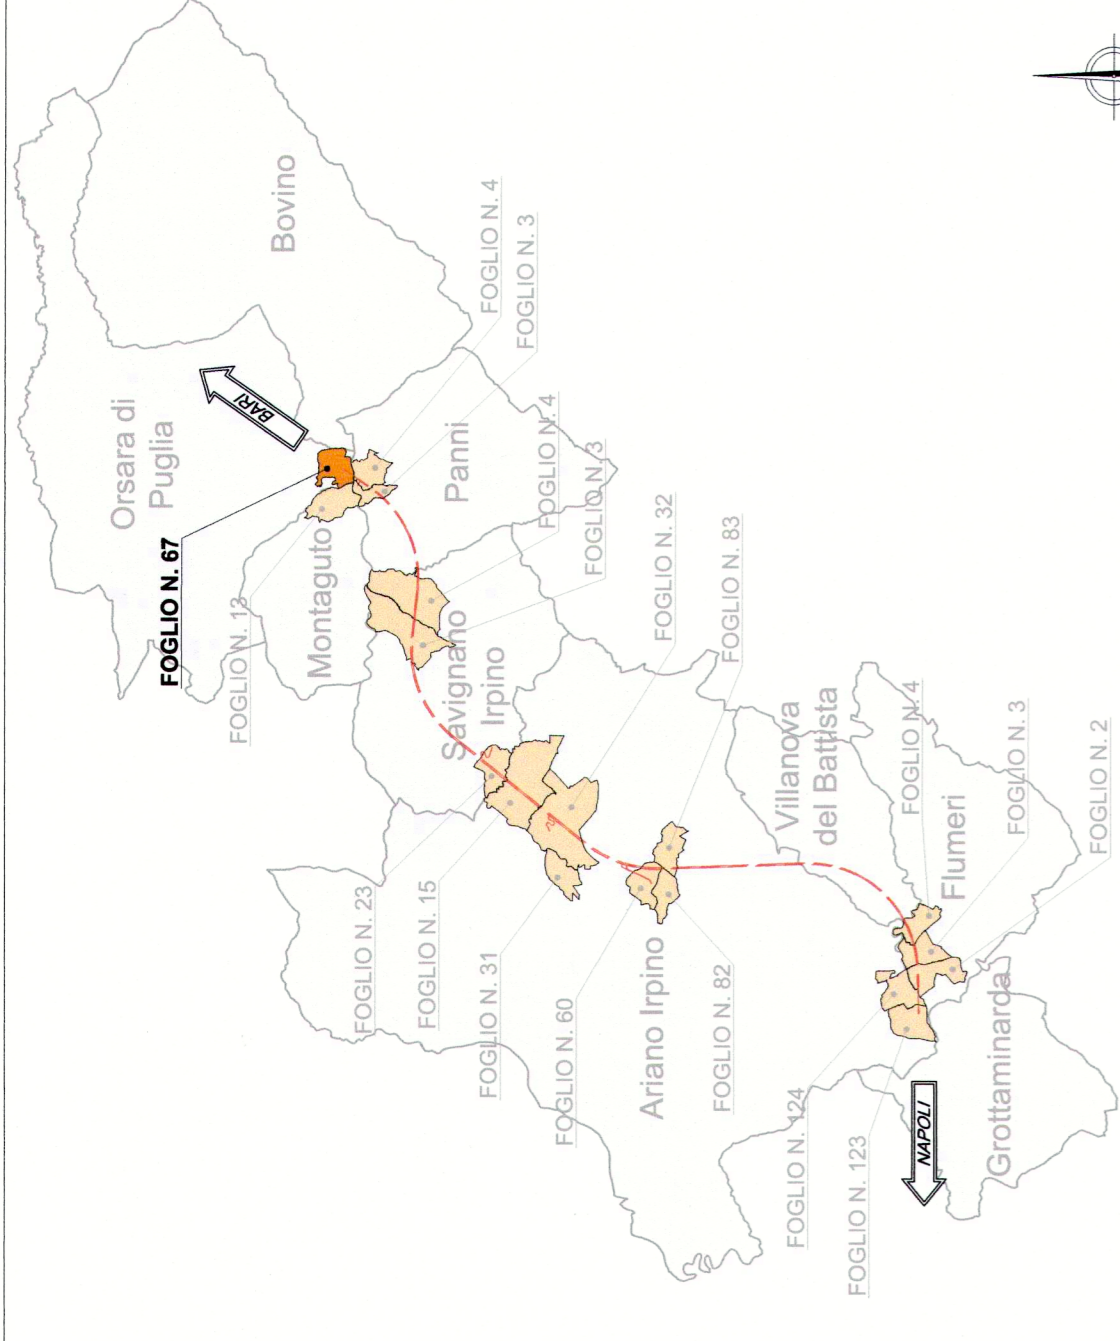 Bovino
Orsara di
Puglia
BARI
FOGLIO N. 4
FOGLIO N. 3
FOGLIO N. 67
Panni
FOGLIO N. 4
FOGLIO N. 3
FOGLIO N. 13
Montaguto
Savignano
Irpino
FOGLIO N. 32
FOGLIO N. 83
FOGLIO N. 23
FOGLIO N. 15
FOGLIO N. 31
FOGLIO N. 60
Ariano Irpino
FOGLIO N. 82
Villanova
del Battista
FOGLIO N. 4
Flumeri
FOGLIO N. 3
FOGLIO N. 2
FOGLIO N. 124
FOGLIO N. 123
NAPOLI
Grottaminarda